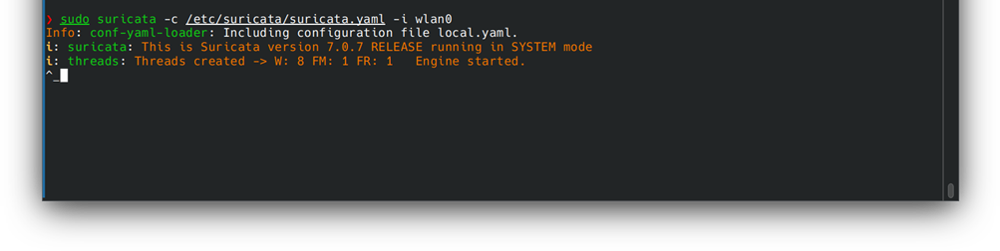 ❯ sudo suricata -c /etc/suricata/suricata.yaml -i wlan0
Info: conf-yaml-loader: Including configuration file local.yaml.
i: suricata: This is Suricata version 7.0.7 RELEASE running in SYSTEM mode
i: threads: Threads created -> W: 8 FM: 1 FR: 1   Engine started.
^_